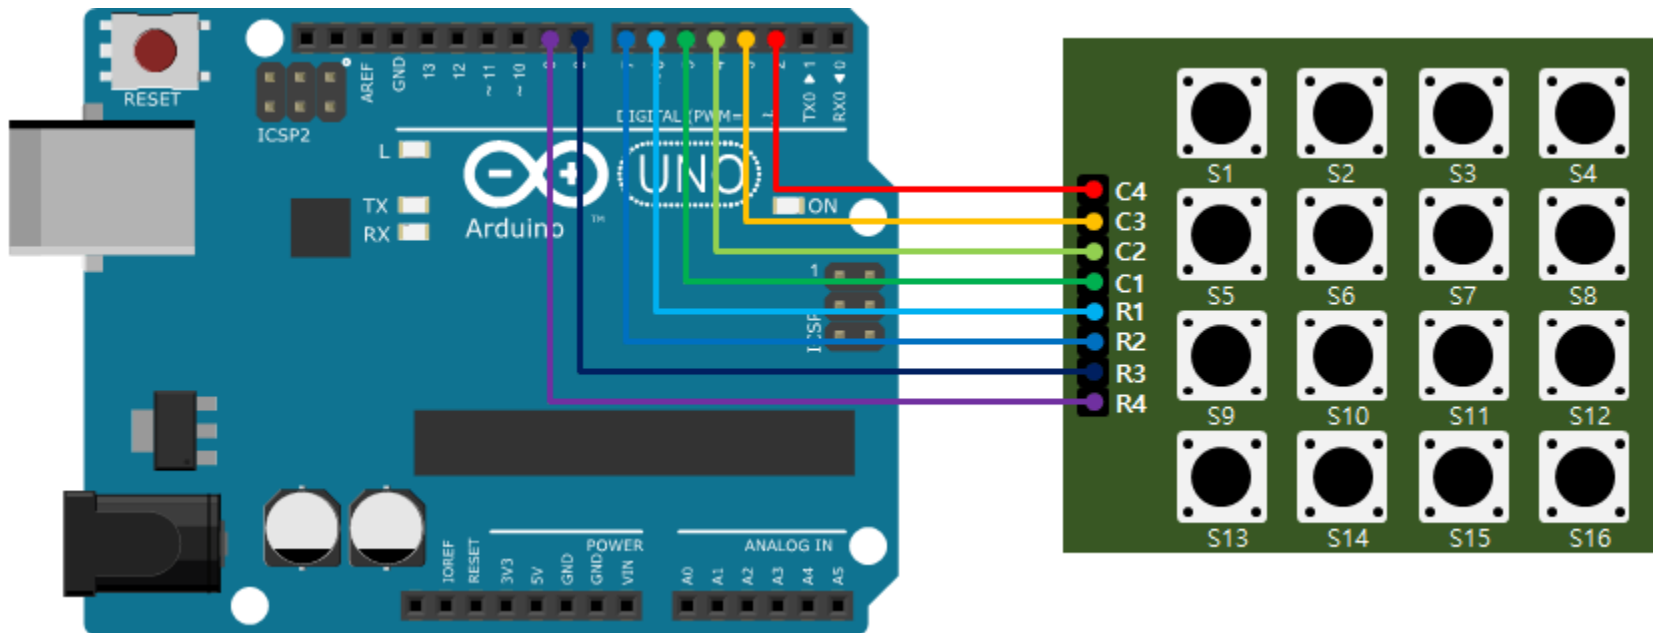 RESET
ICSP2
AREF
GND
13
12
~11
~10
DIGITAL (PWM=
TX0▶1
RX0◀0
L
TX
RX
UNO
Arduino
TM
ON
1
ICSP
IOREF
RESET
3V3
5V
GND
GND
VIN
POWER
ANALOG IN
A0
A1
A2
A3
A4
A5
C4
C3
C2
C1
R1
R2
R3
R4
S1 S2 S3 S4
S5 S6 S7 S8
S9 S10 S11 S12
S13 S14 S15 S16